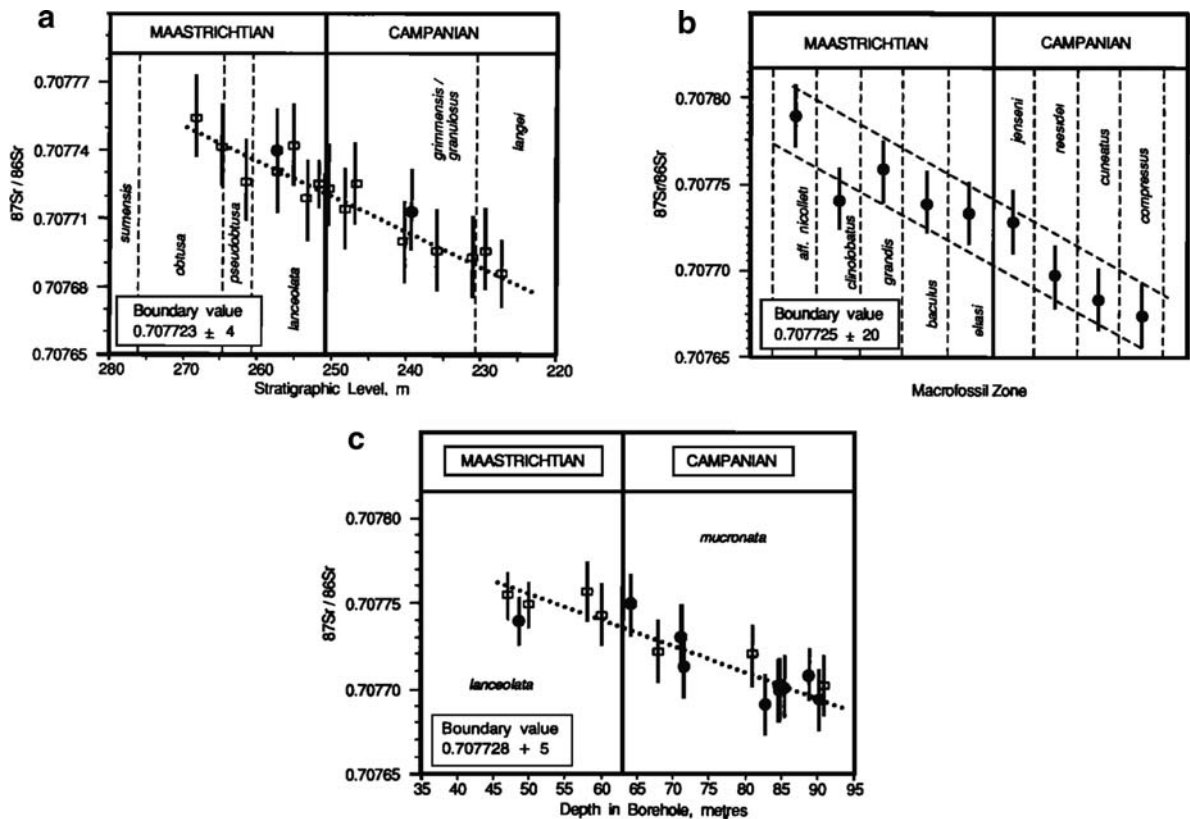 a
MAASTRICHTIAN CAMPANIAN
87Sr / 86Sr
0.70777
0.70774
0.70771
0.70768
0.70765
sumensis
obtusa
pseudobtusa
lanceolata
grimmensis /
granulosus
langei
Boundary value
0.707723 ± 4
280 270 260 250 240 230 220
Stratigraphic Level, m
b
MAASTRICHTIAN CAMPANIAN
87Sr/86Sr
0.70780
0.70775
0.70770
0.70765
aff. nicolleti
clinolobatus
grandis
baculus
eliasi
jenseni
reesidei
cuneatus
compressus
Boundary value
0.707725 ± 20
Macrofossil Zone
c
MAASTRICHTIAN CAMPANIAN
87Sr / 86Sr
0.70780
0.70775
0.70770
0.70765
mucronata
lanceolata
Boundary value
0.707728 + 5
35 40 45 50 55 60 65 70 75 80 85 90 95
Depth in Borehole, metres